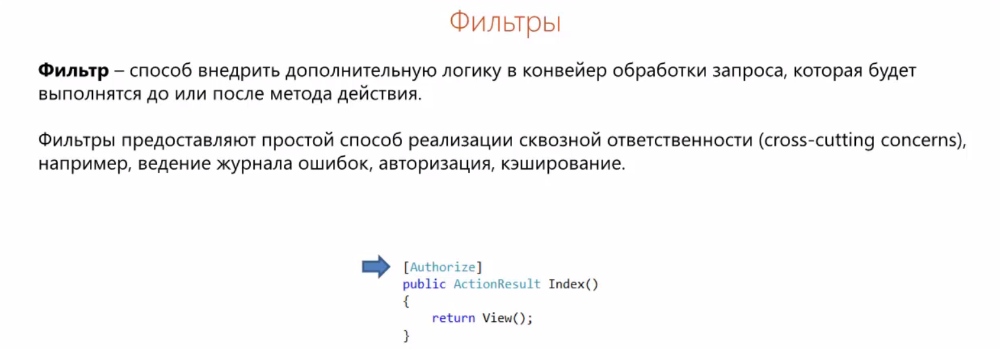 Фильтры
Фильтр – способ внедрить дополнительную логику в конвейер обработки запроса, которая будет
выполнятся до или после метода действия.
Фильтры предоставляют простой способ реализации сквозной ответственности (cross-cutting concerns),
например, ведение журнала ошибок, авторизация, кэширование.
[Authorize]
public ActionResult Index()
{
    return View();
}